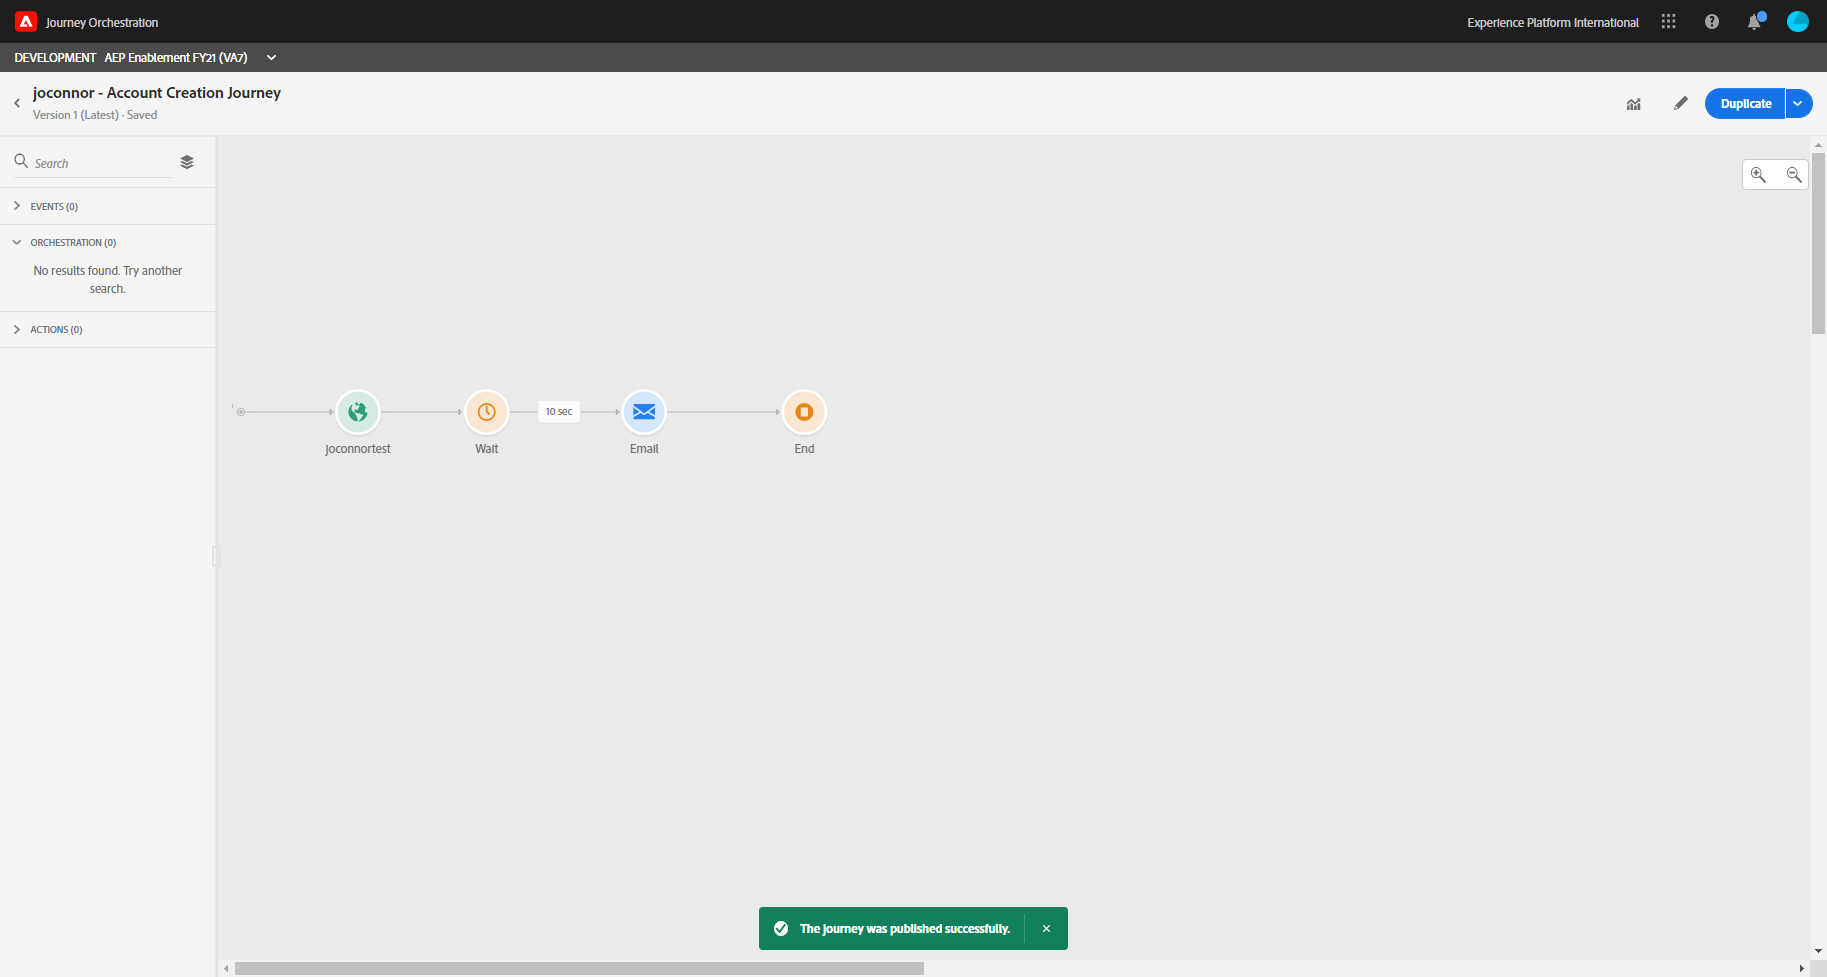 Journey Orchestration
Experience Platform International
DEVELOPMENT AEP Enablement FY21 (VA7)
joconnor - Account Creation Journey
Version 1 (Latest) · Saved
Duplicate
Search
EVENTS (0)
ORCHESTRATION (0)
No results found. Try another
search.
ACTIONS (0)
10 sec
joconnortest
Wait
Email
End
The journey was published successfully.